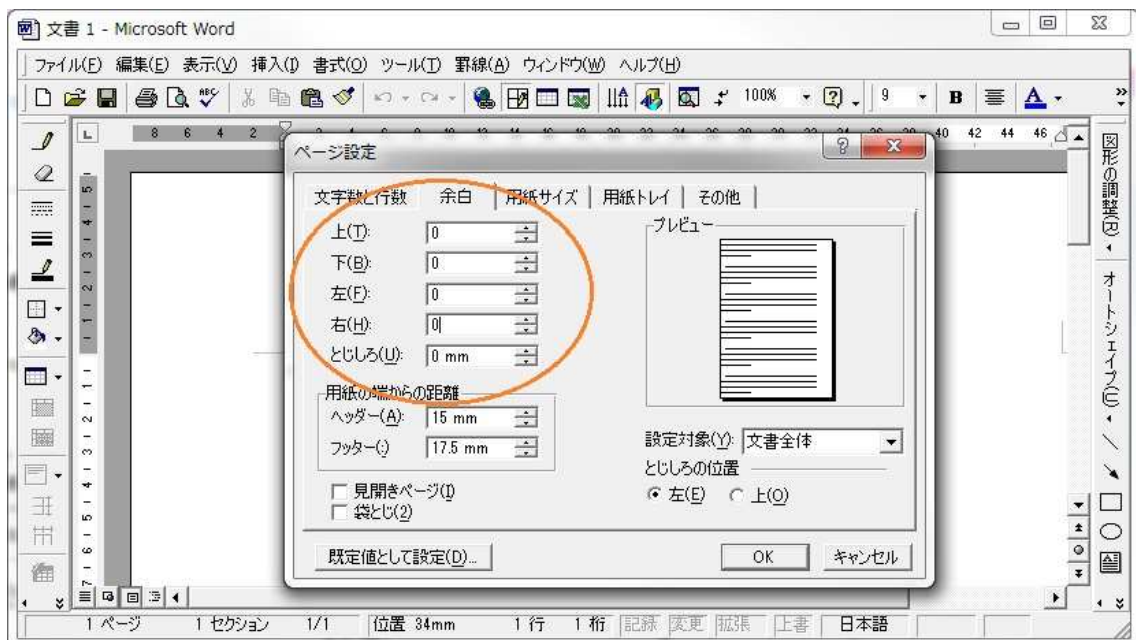 文書 1 - Microsoft Word
ファイル(F) 編集(E) 表示(V) 挿入(I) 書式(O) ツール(T) 罫線(A) ウィンドウ(W) ヘルプ(H)
100% 9 B A
8 6 4 2 40 42 44 46
ページ設定
文字数と行数 余白 用紙サイズ 用紙トレイ その他
上(T): 0
下(B): 0
左(F): 0
右(H): 0
とじしろ(U): 0 mm
用紙の端からの距離
ヘッダー(A): 15 mm
フッター(:) 17.5 mm
見開きページ(I)
袋とじ(2)
プレビュー
設定対象(Y): 文書全体
とじしろの位置
左(E) 上(O)
既定値として設定(D)...
OK キャンセル
図形の調整(R)
オートシェイプ(U)
1 ページ 1 セクション 1/1 位置 34mm 1 行 1 桁 記録 変更 拡張 上書 日本語